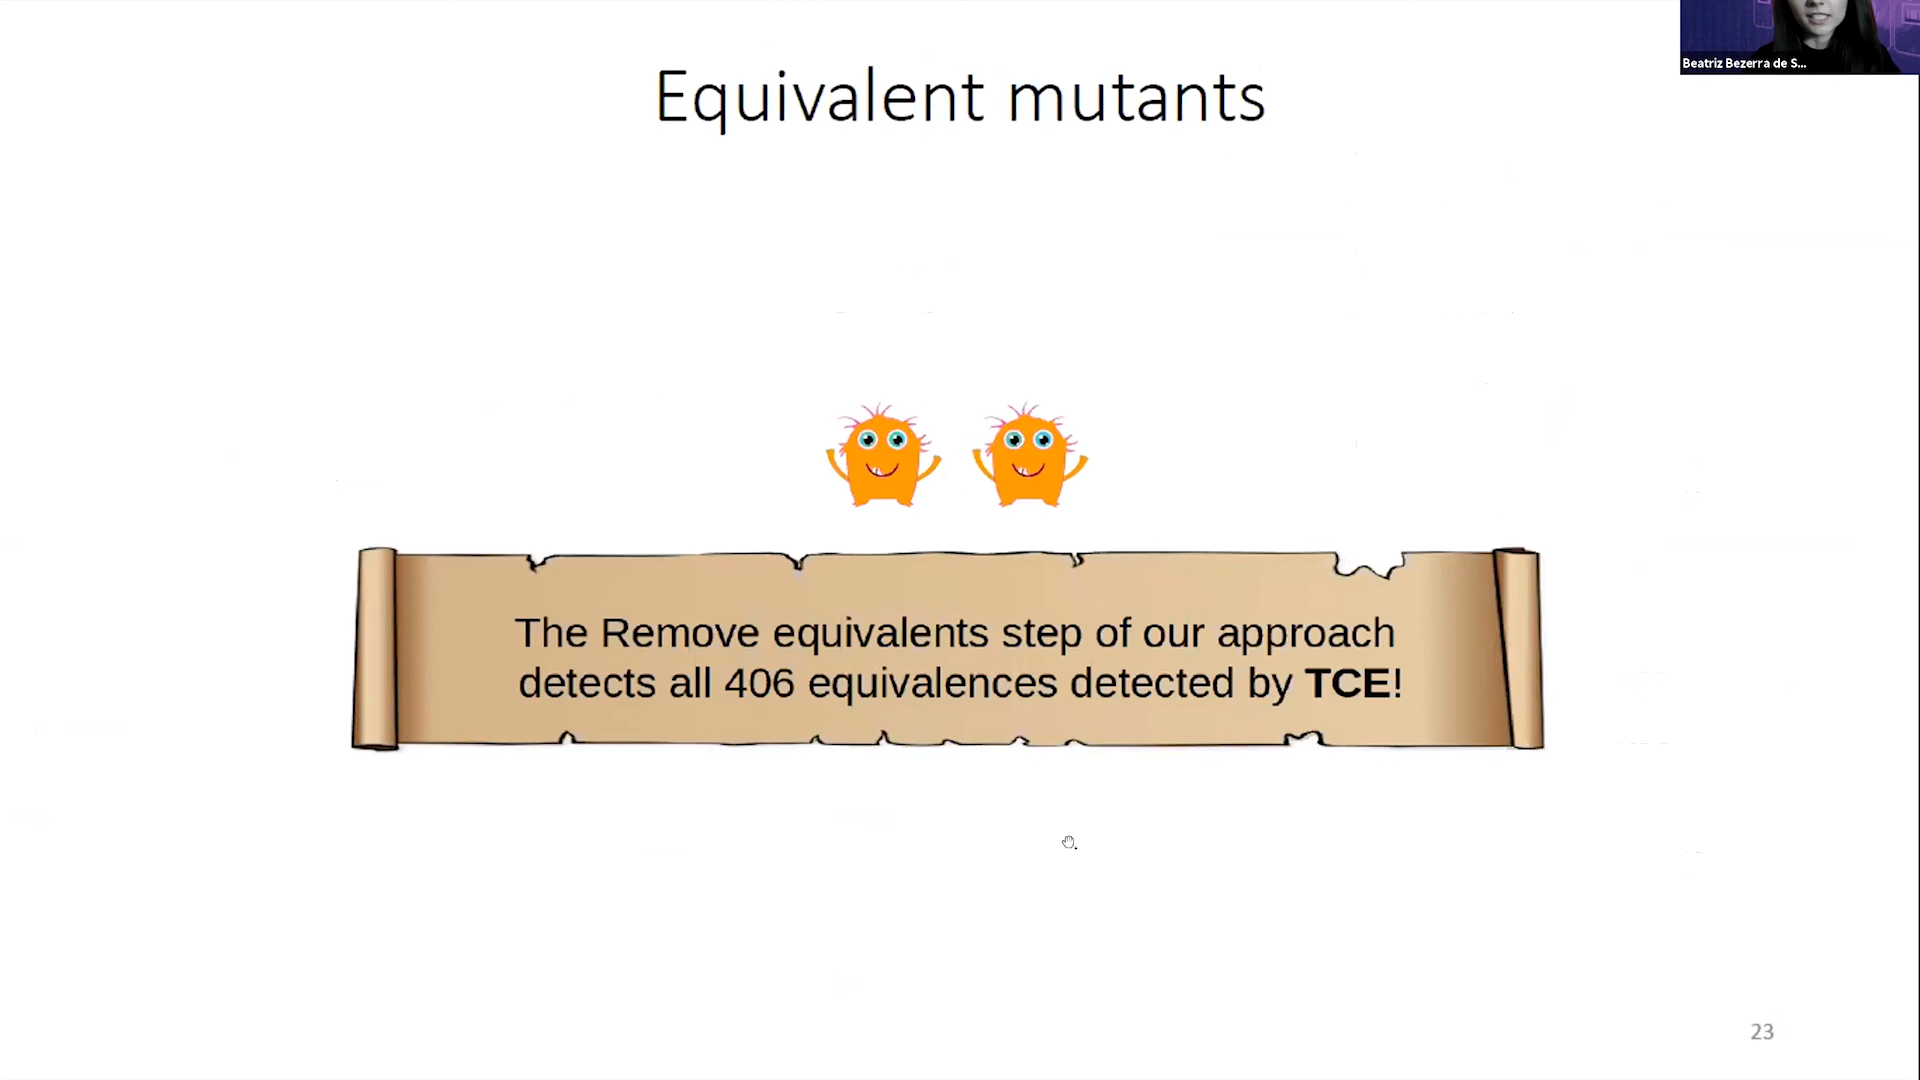 Beatriz Bezerra de S...
Equivalent mutants
The Remove equivalents step of our approach
detects all 406 equivalences detected by TCE!
23